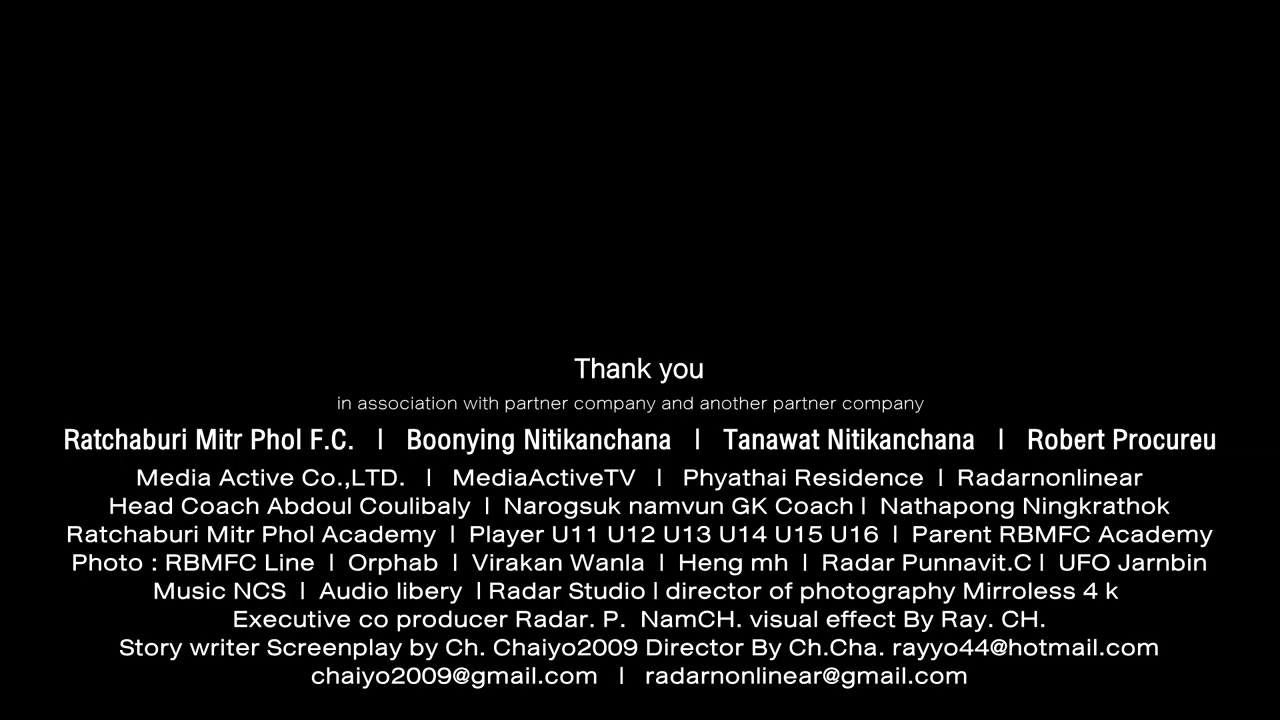 Thank you
in association with partner company and another partner company
Ratchaburi Mitr Phol F.C. | Boonying Nitikanchana | Tanawat Nitikanchana | Robert Procureu
Media Active Co.,LTD. | MediaActiveTV | Phyathai Residence | Radarnonlinear
Head Coach Abdoul Coulibaly | Narogsuk namvun GK Coach | Nathapong Ningkrathok
Ratchaburi Mitr Phol Academy | Player U11 U12 U13 U14 U15 U16 | Parent RBMFC Academy
Photo : RBMFC Line | Orphab | Virakan Wanla | Heng mh | Radar Punnavit.C | UFO Jarnbin
Music NCS | Audio libery | Radar Studio | director of photography Mirroless 4 k
Executive co producer Radar. P. NamCH. visual effect By Ray. CH.
Story writer Screenplay by Ch. Chaiyo2009 Director By Ch.Cha. rayyo44@hotmail.com
chaiyo2009@gmail.com | radarnonlinear@gmail.com